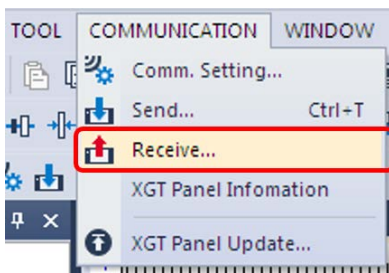 TOOL COMMUNICATION WINDOW
Comm. Setting...
Send... Ctrl+T
Receive...
XGT Panel Infomation
XGT Panel Update...